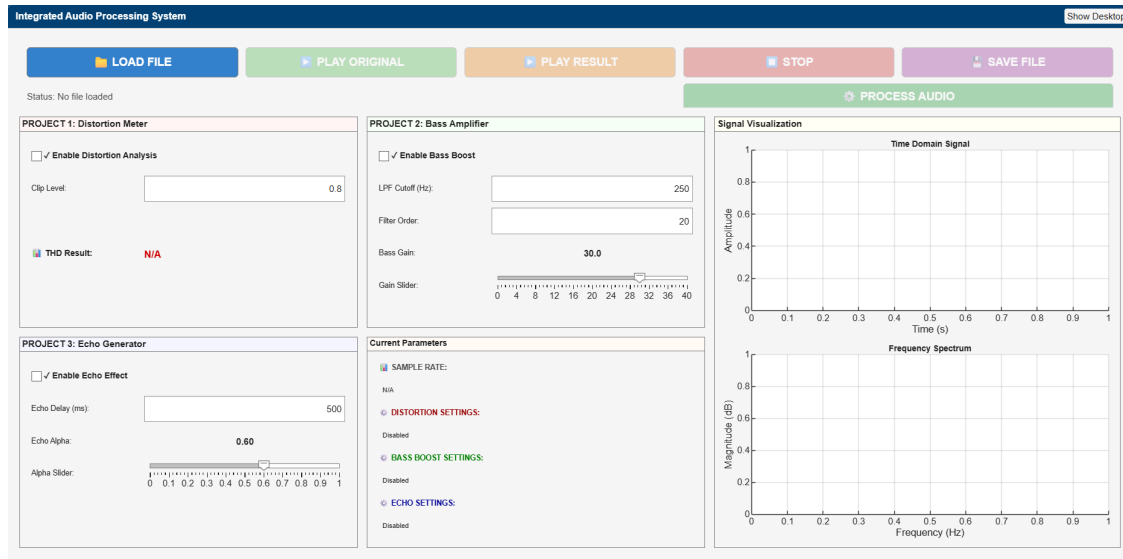 Integrated Audio Processing System
Show Desktop
LOAD FILE
PLAY ORIGINAL
PLAY RESULT
STOP
SAVE FILE
Status: No file loaded
PROCESS AUDIO
PROJECT 1: Distortion Meter
✓ Enable Distortion Analysis
Clip Level: 0.8
THD Result: N/A
PROJECT 2: Bass Amplifier
✓ Enable Bass Boost
LPF Cutoff (Hz): 250
Filter Order: 20
Bass Gain: 30.0
Gain Slider:
0 4 8 12 16 20 24 28 32 36 40
PROJECT 3: Echo Generator
✓ Enable Echo Effect
Echo Delay (ms): 500
Echo Alpha: 0.60
Alpha Slider:
0 0.1 0.2 0.3 0.4 0.5 0.6 0.7 0.8 0.9 1
Current Parameters
SAMPLE RATE:
N/A
DISTORTION SETTINGS:
Disabled
BASS BOOST SETTINGS:
Disabled
ECHO SETTINGS:
Disabled
Signal Visualization
Time Domain Signal
Amplitude
1
0.8
0.6
0.4
0.2
0
0 0.1 0.2 0.3 0.4 0.5 0.6 0.7 0.8 0.9 1
Time (s)
Frequency Spectrum
Magnitude (dB)
1
0.8
0.6
0.4
0.2
0
0 0.1 0.2 0.3 0.4 0.5 0.6 0.7 0.8 0.9 1
Frequency (Hz)